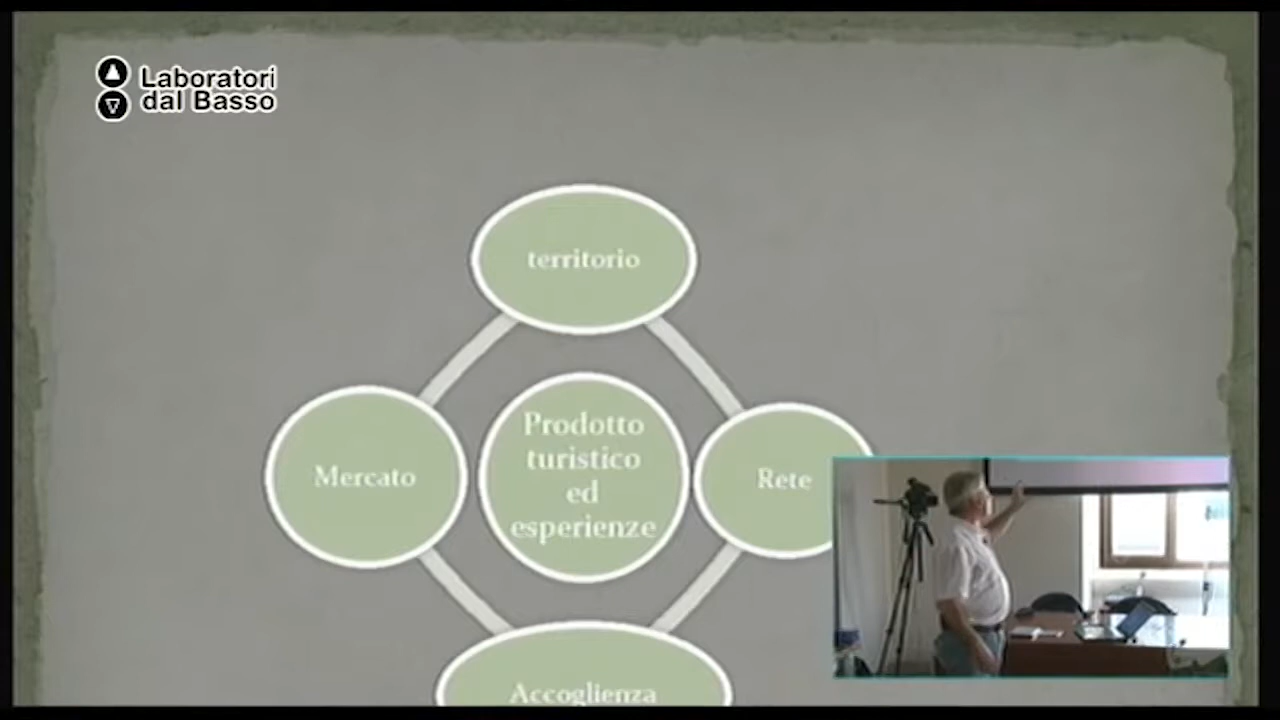 Laboratori
dal Basso
territorio
Mercato
Prodotto
turistico
ed
esperienze
Rete
Accoglienza